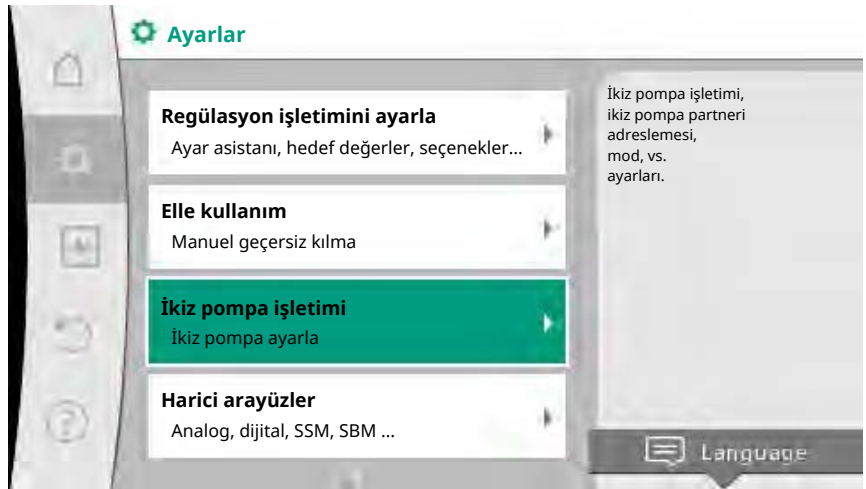 Ayarlar
Regülasyon işletimini ayarla
Ayar asistanı, hedef değerler, seçenekler...
Elle kullanım
Manuel geçersiz kılma
İkiz pompa işletimi
İkiz pompa ayarla
Harici arayüzler
Analog, dijital, SSM, SBM ...
İkiz pompa işletimi,
ikiz pompa partneri
adreslemesi,
mod, vs.
ayarları.
Language